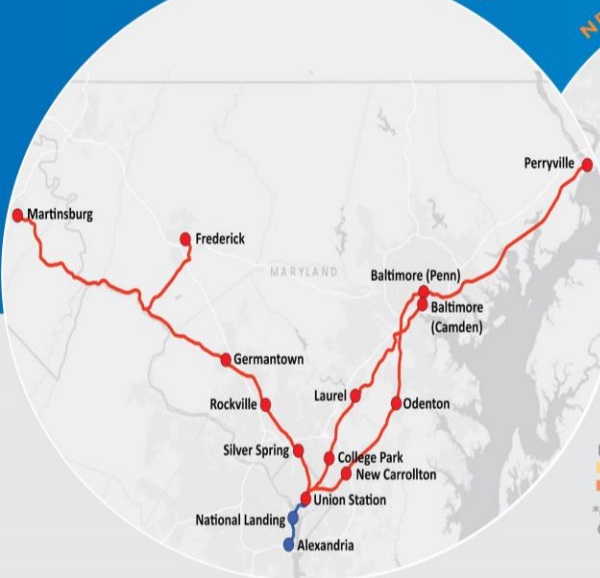 NE
Perryville
Martinsburg
Frederick
MARYLAND
Baltimore (Penn)
Baltimore
(Camden)
Germantown
Laurel
Rockville
Odenton
Silver Spring
College Park
New Carrollton
Union Station
National Landing
Alexandria